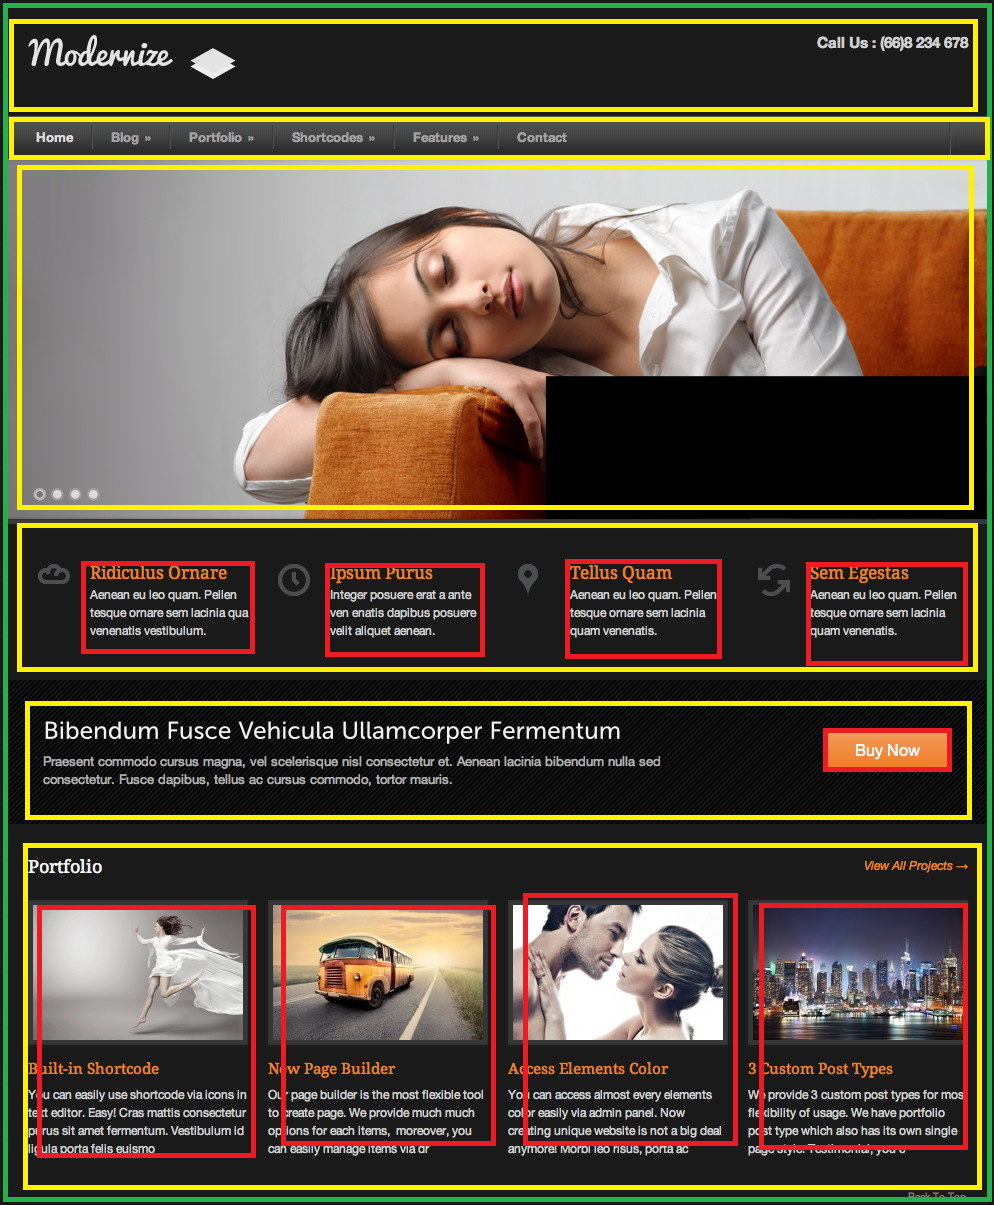 Modernize
Call Us : (66)8 234 678
Home Blog » Portfolio » Shortcodes » Features » Contact
Ridiculus Ornare
Aenean eu leo quam. Pellen
tesque ornare sem lacinia qua
venenatis vestibulum.
Ipsum Purus
Integer posuere erat a ante
ven enatis dapibus posuere
velit aliquet aenean.
Tellus Quam
Aenean eu leo quam. Pellen
tesque ornare sem lacinia
quam venenatis.
Sem Egestas
Aenean eu leo quam. Pellen
tesque ornare sem lacinia
quam venenatis.
Bibendum Fusce Vehicula Ullamcorper Fermentum
Praesent commodo cursus magna, vel scelerisque nisl consectetur et. Aenean lacinia bibendum nulla sed
consectetur. Fusce dapibus, tellus ac cursus commodo, tortor mauris.
Buy Now
Portfolio
View All Projects →
Built-in Shortcode
You can easily use shortcode via icons in
text editor. Easy! Cras mattis consectetur
purus sit amet fermentum. Vestibulum id
ligula porta felis euismo
New Page Builder
Our page builder is the most flexible tool
to create page. We provide much much
options for each items, moreover, you
can easily manage items via dr
Access Elements Color
You can access almost every elements
color easily via admin panel. Now
creating unique website is not a big deal
anymore! Morbi leo risus, porta ac
3 Custom Post Types
We provide 3 custom post types for mos
flexibility of usage. We have portfolio
post type which also has its own single
page style. Testimonial, you c
Back To Top